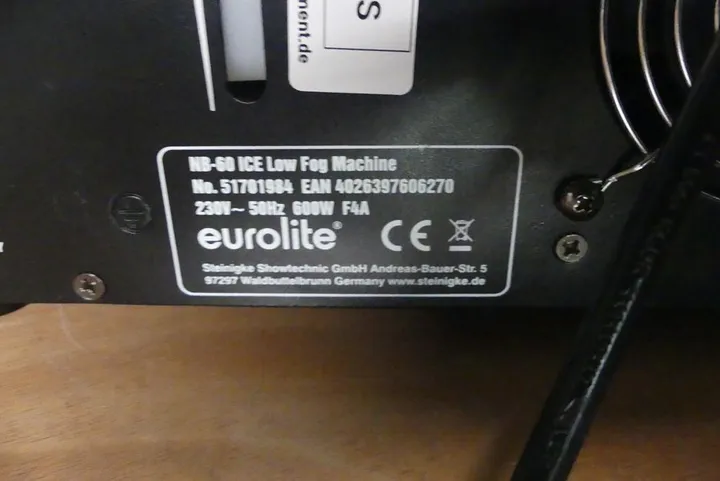 S
ment.de
NB-60 ICE Low Fog Machine
No. 51701984 EAN 4026397606270
230V~ 50Hz 600W F4A
eurolite®
CE
Steinigke Showtechnic GmbH Andreas-Bauer-Str. 5
97297 Waldbuttelbrunn Germany www.steinigke.de